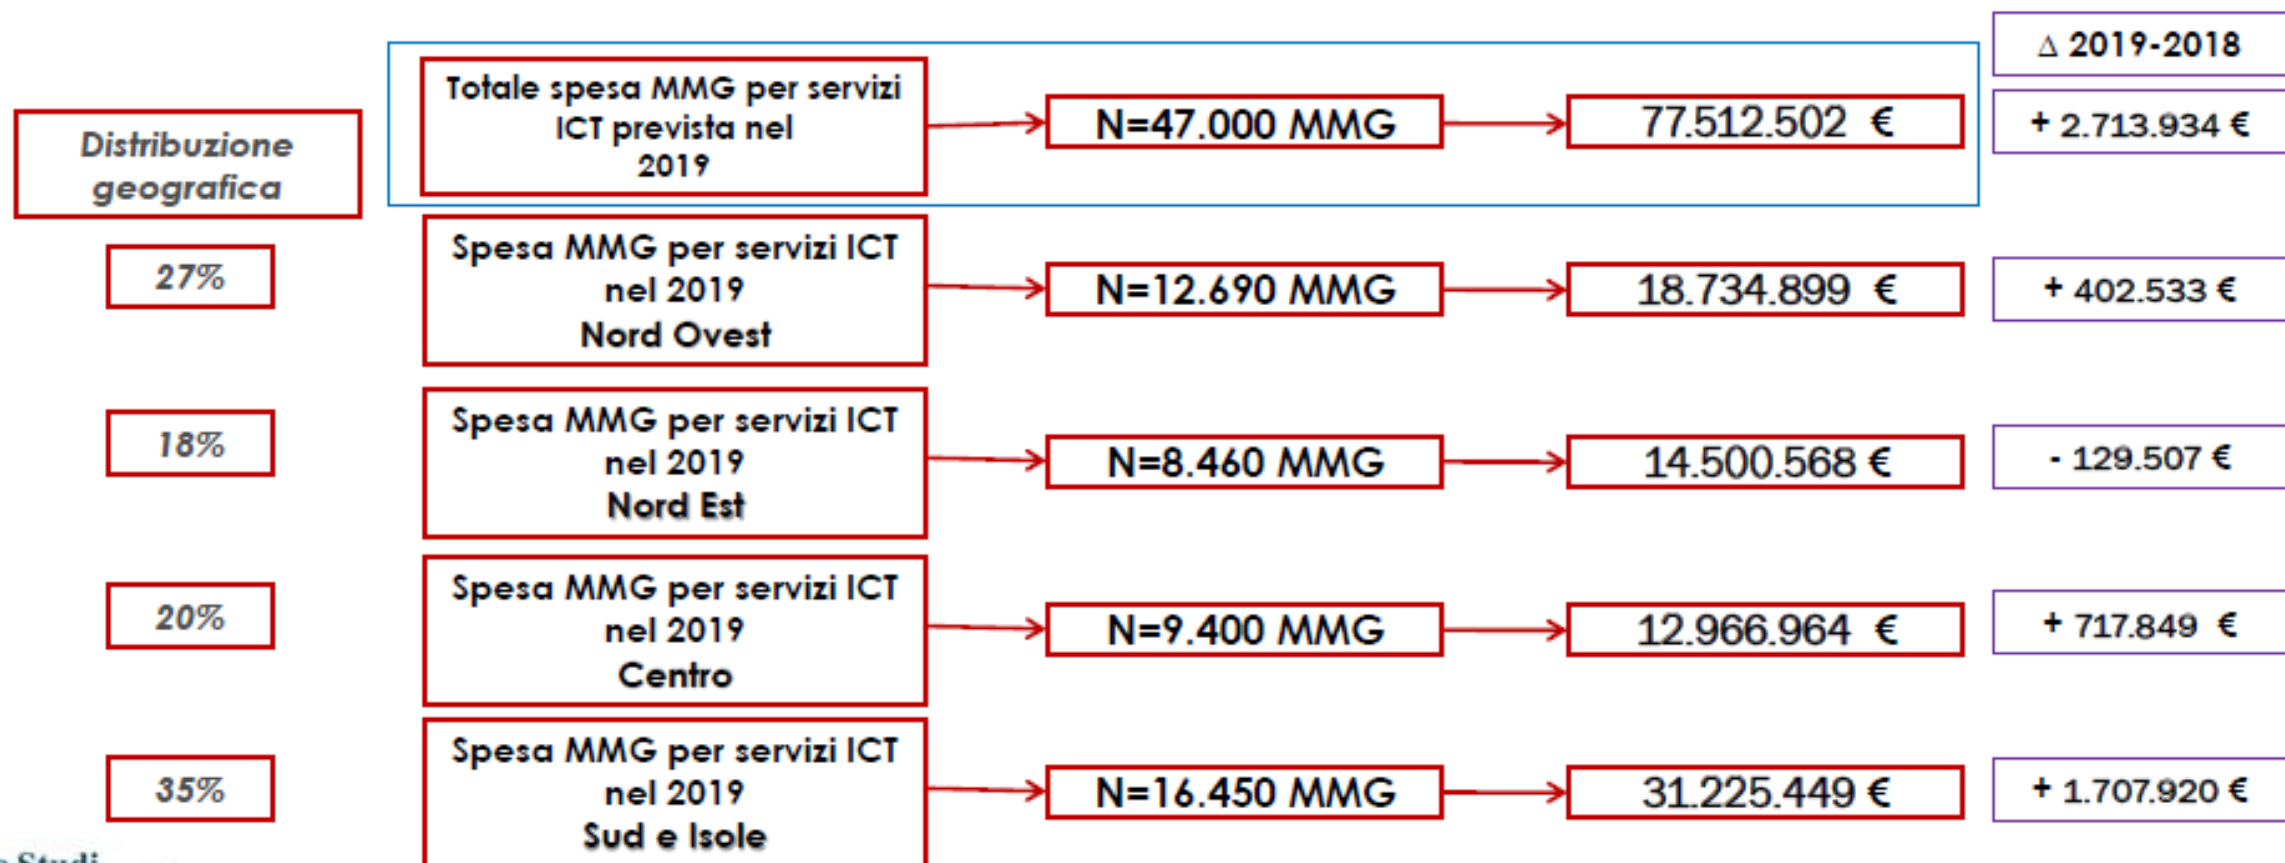 ∆ 2019-2018
Totale spesa MMG per servizi
ICT prevista nel
2019
N=47.000 MMG
77.512.502 €
+ 2.713.934 €
Distribuzione
geografica
27%
Spesa MMG per servizi ICT
nel 2019
Nord Ovest
N=12.690 MMG
18.734.899 €
+ 402.533 €
18%
Spesa MMG per servizi ICT
nel 2019
Nord Est
N=8.460 MMG
14.500.568 €
- 129.507 €
20%
Spesa MMG per servizi ICT
nel 2019
Centro
N=9.400 MMG
12.966.964 €
+ 717.849 €
35%
Spesa MMG per servizi ICT
nel 2019
Sud e Isole
N=16.450 MMG
31.225.449 €
+ 1.707.920 €
Studi